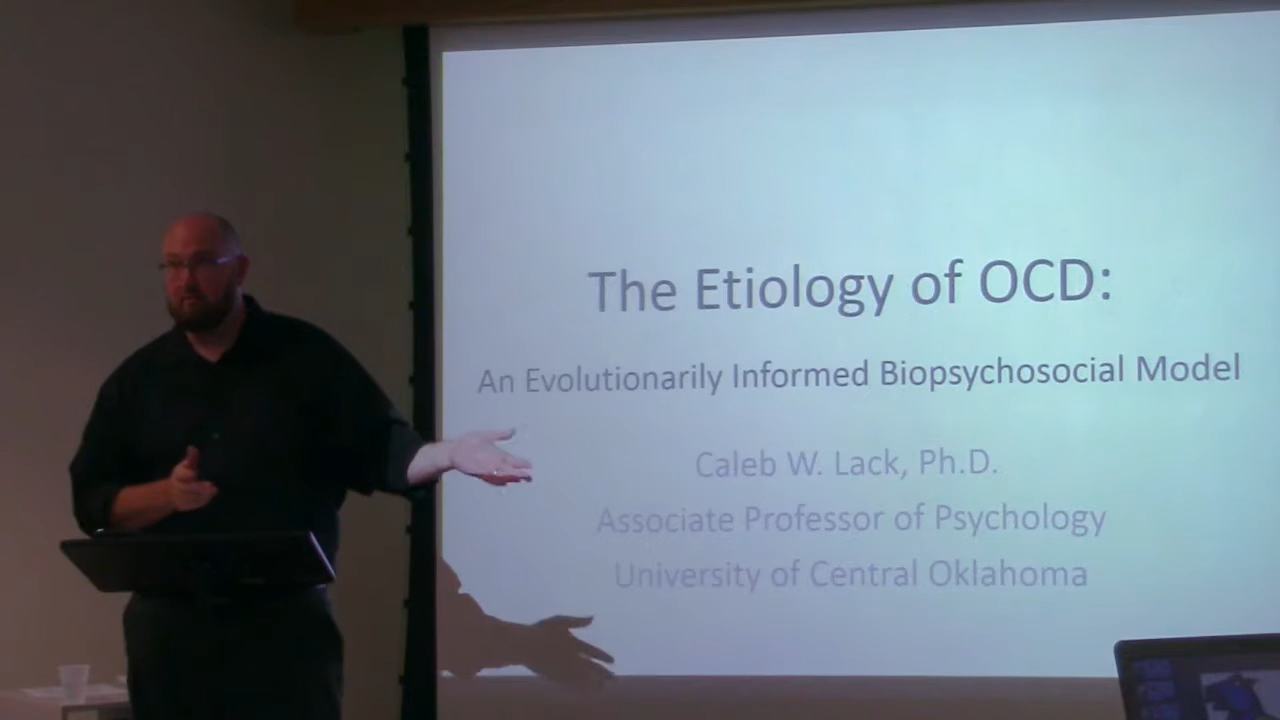 The Etiology of OCD:
An Evolutionarily Informed Biopsychosocial Model
Caleb W. Lack, Ph.D.
Associate Professor of Psychology
University of Central Oklahoma